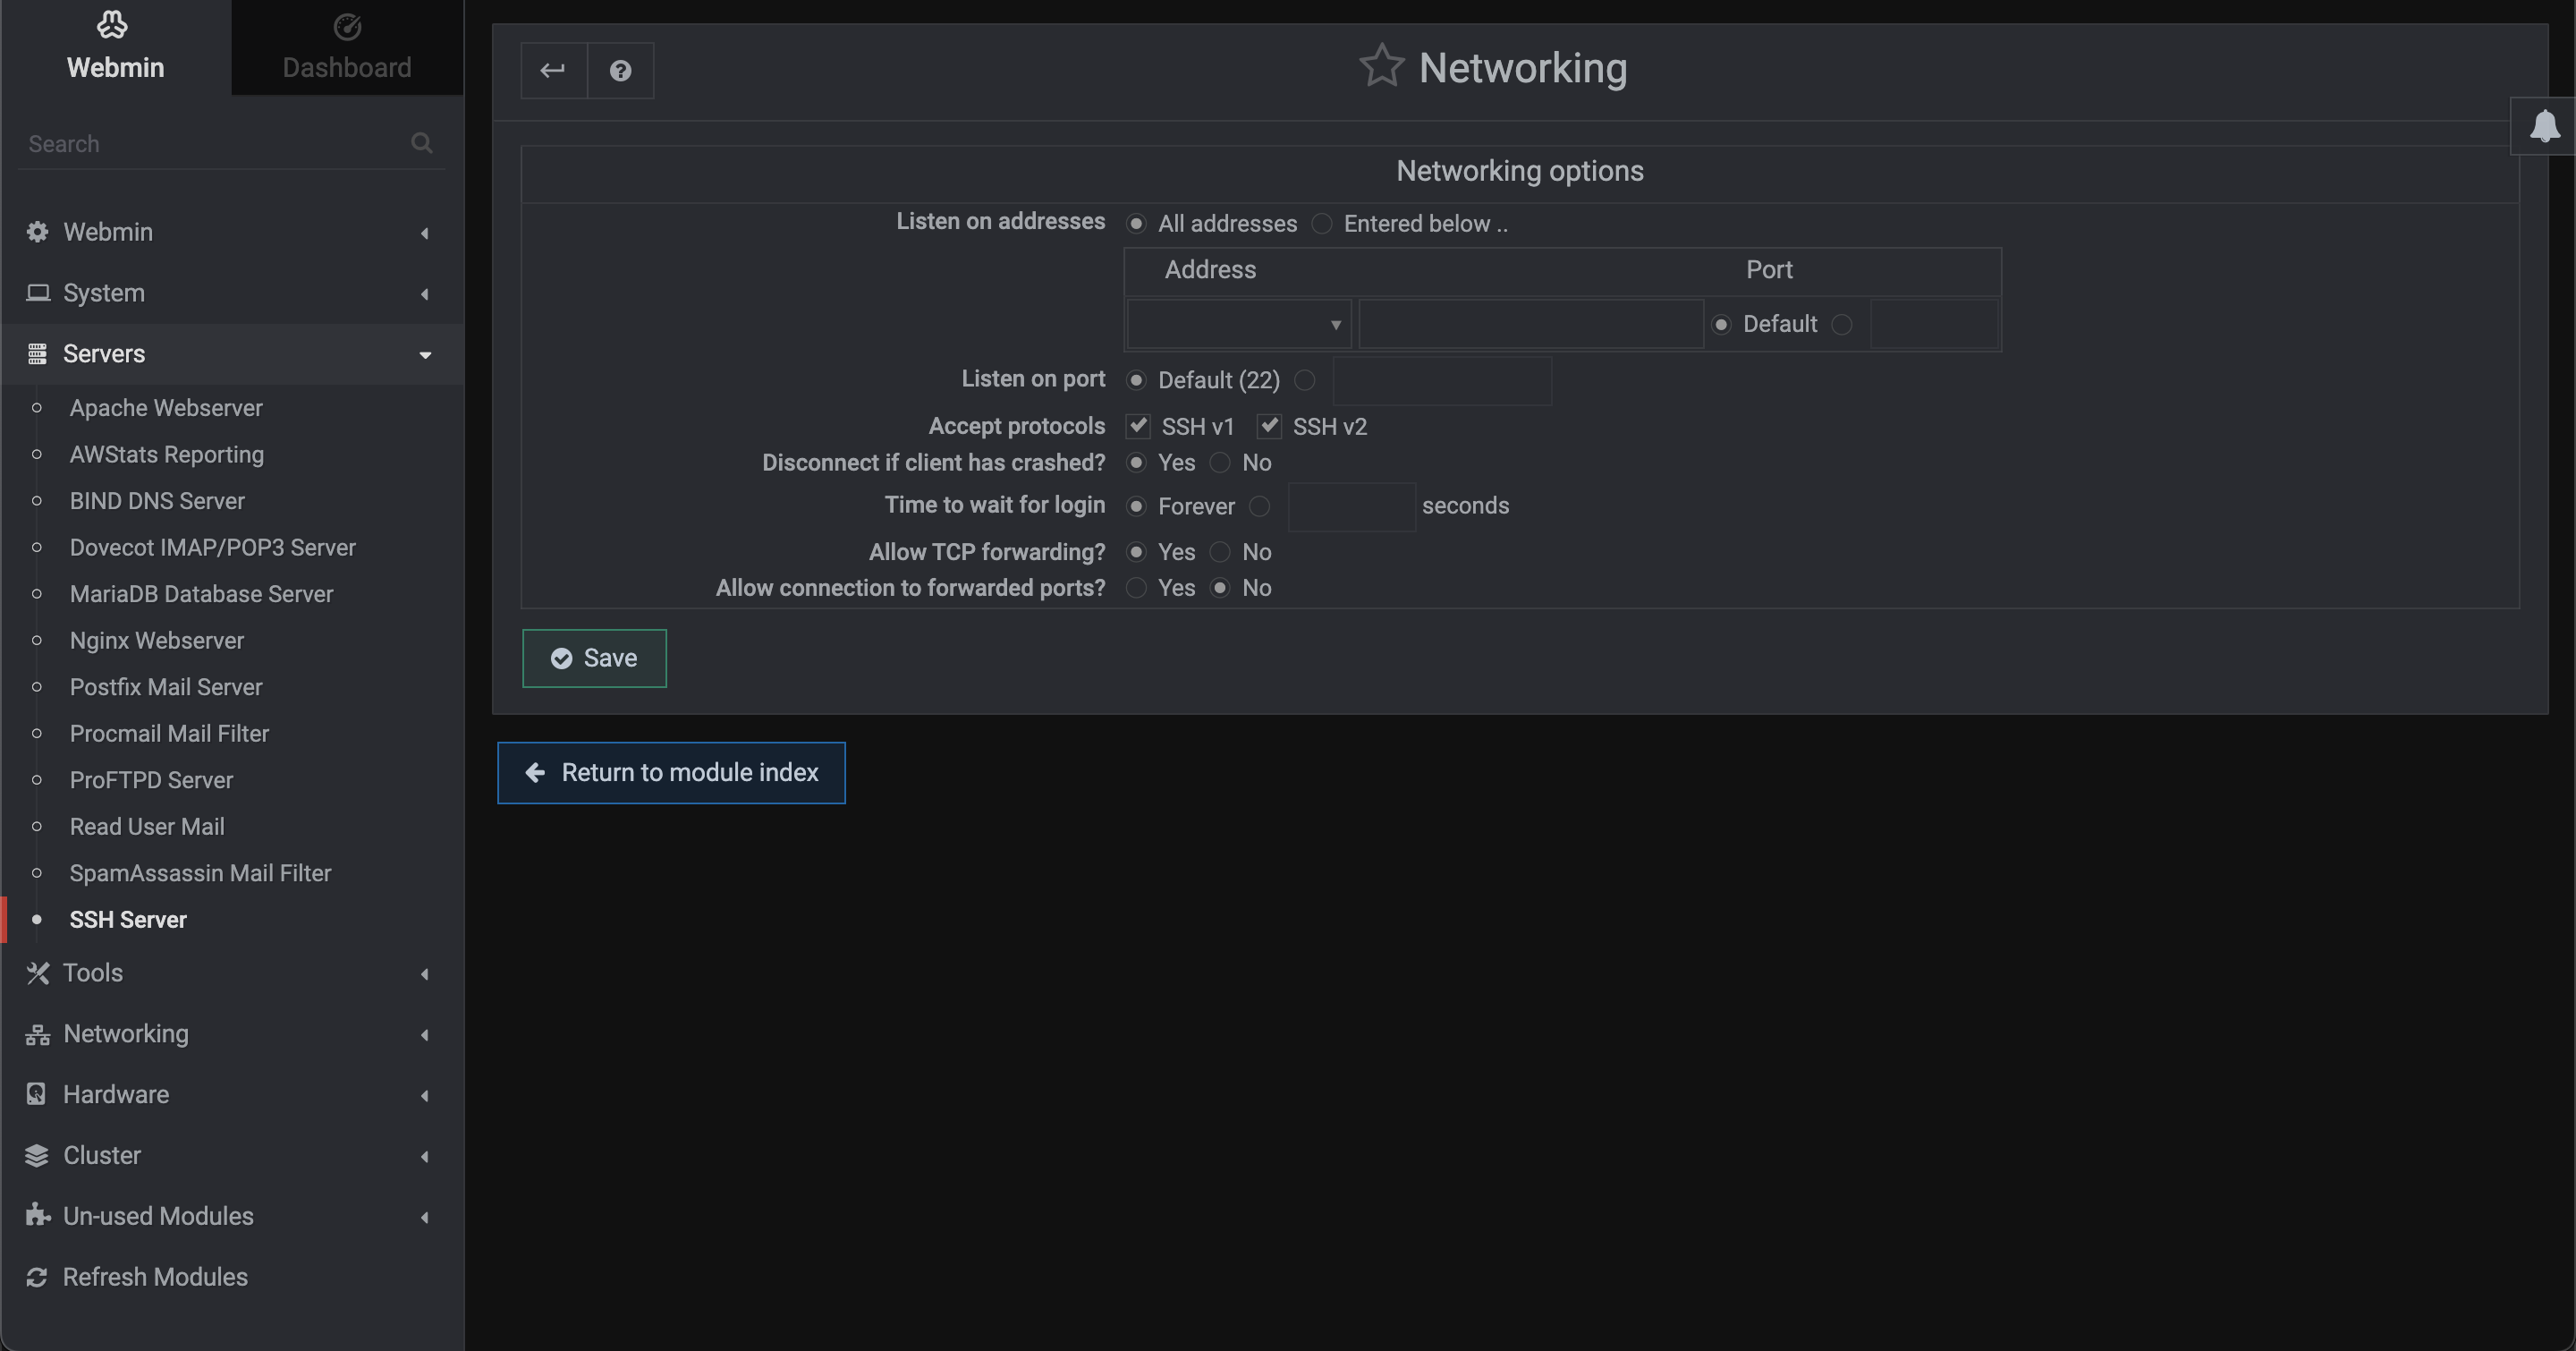 Webmin
Dashboard
Search
Webmin
System
Servers
Apache Webserver
AWStats Reporting
BIND DNS Server
Dovecot IMAP/POP3 Server
MariaDB Database Server
Nginx Webserver
Postfix Mail Server
Procmail Mail Filter
ProFTPD Server
Read User Mail
SpamAssassin Mail Filter
SSH Server
Tools
Networking
Hardware
Cluster
Un-used Modules
Refresh Modules
Networking
Networking options
Listen on addresses All addresses Entered below ..
Address Port
Default
Listen on port Default (22)
Accept protocols SSH v1 SSH v2
Disconnect if client has crashed? Yes No
Time to wait for login Forever seconds
Allow TCP forwarding? Yes No
Allow connection to forwarded ports? Yes No
Save
Return to module index